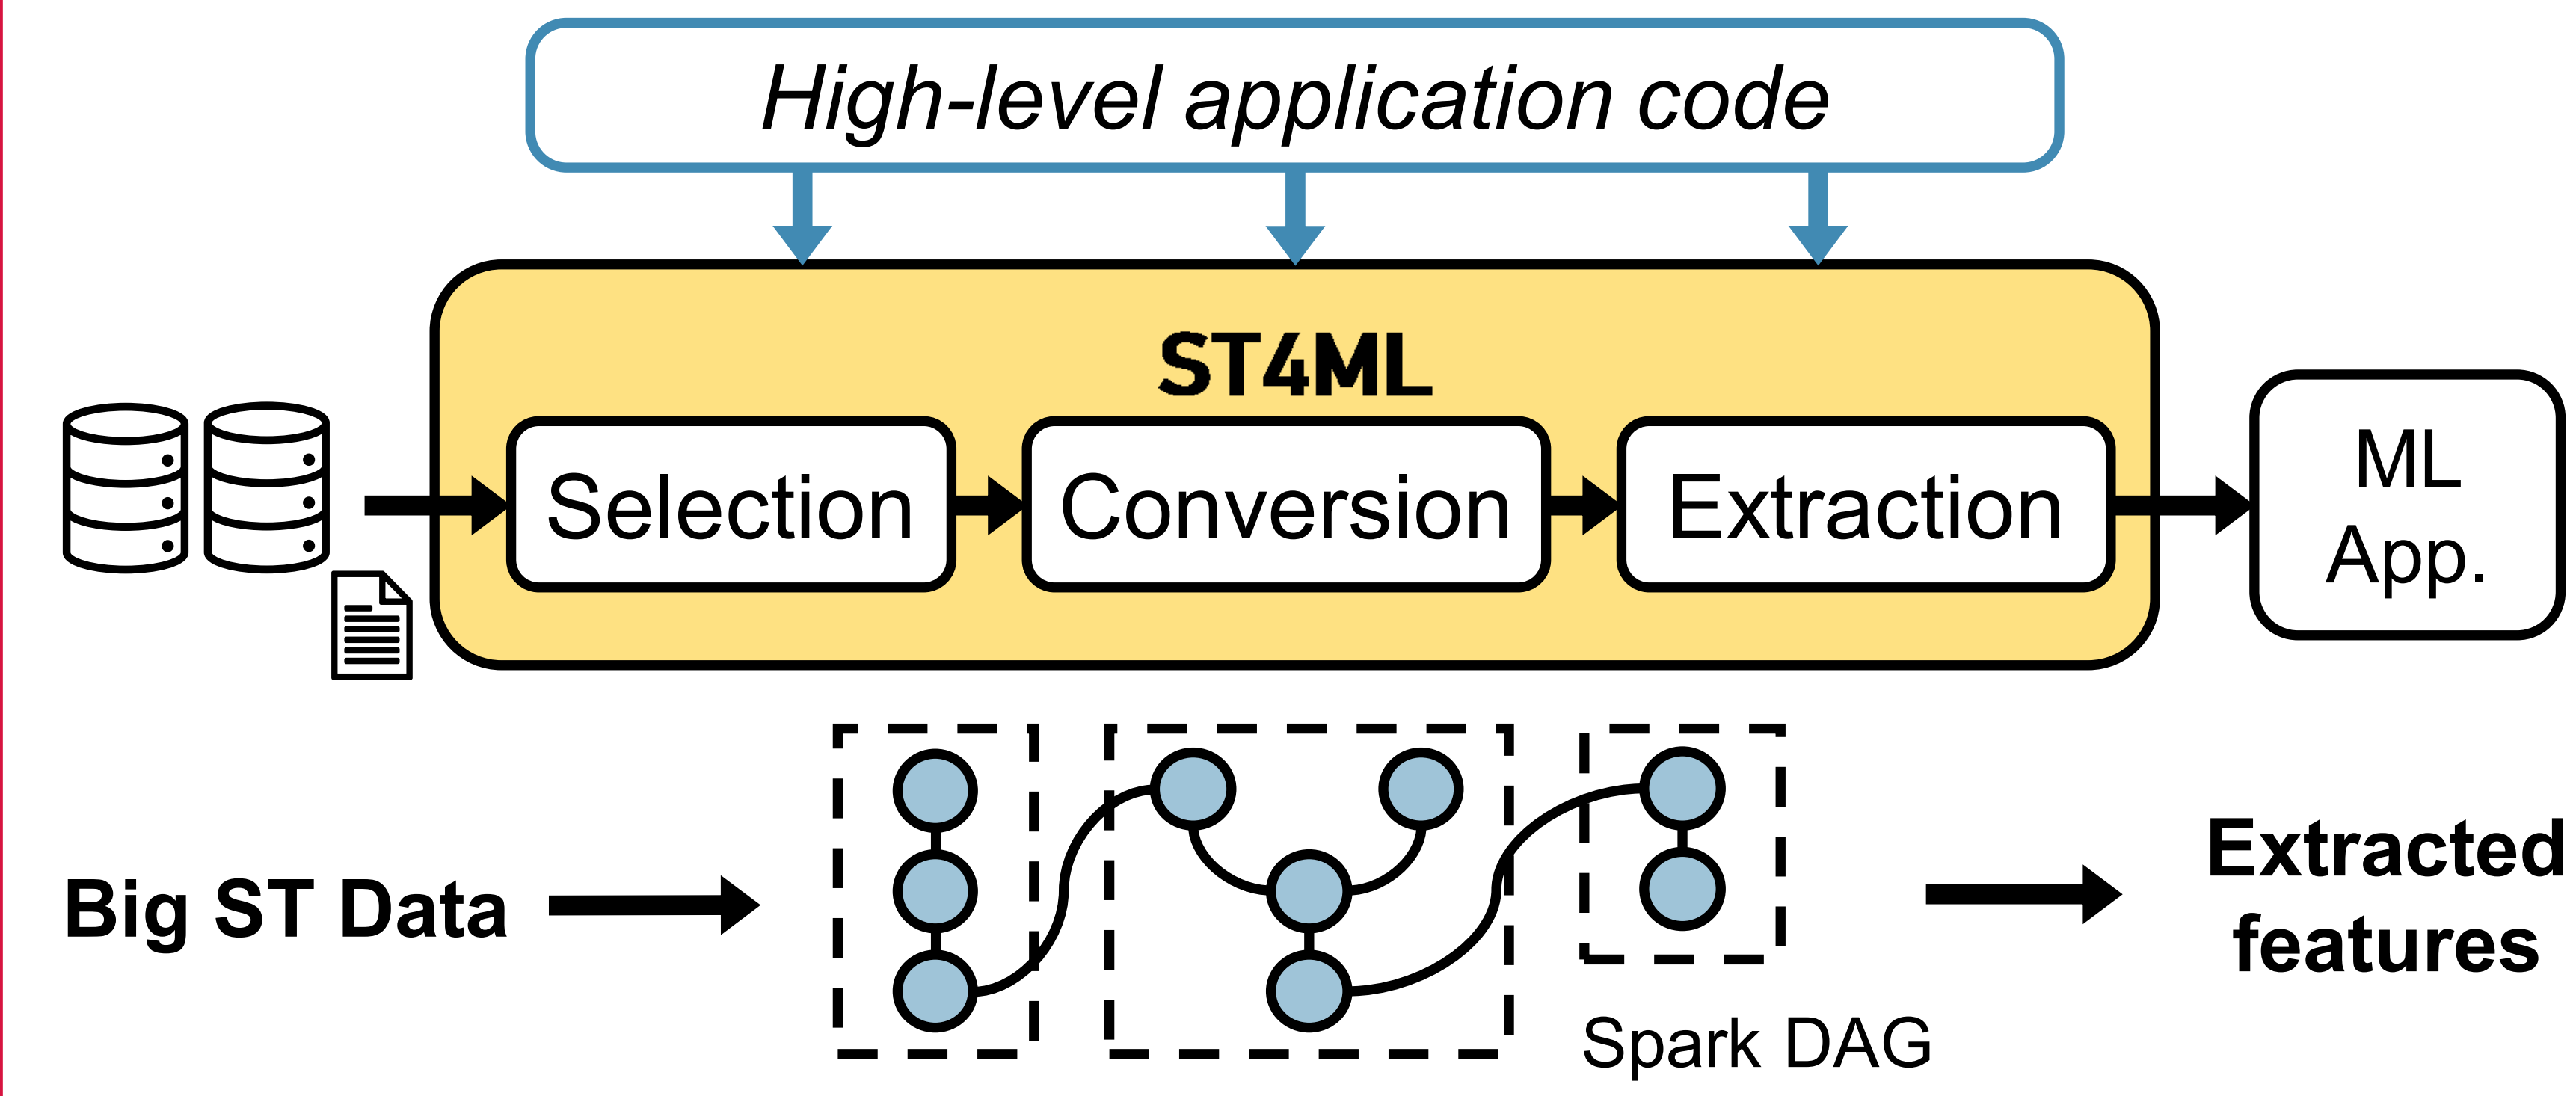 High-level application code
ST4ML
Selection
Conversion
Extraction
ML
App.
Big ST Data
Spark DAG
Extracted
features